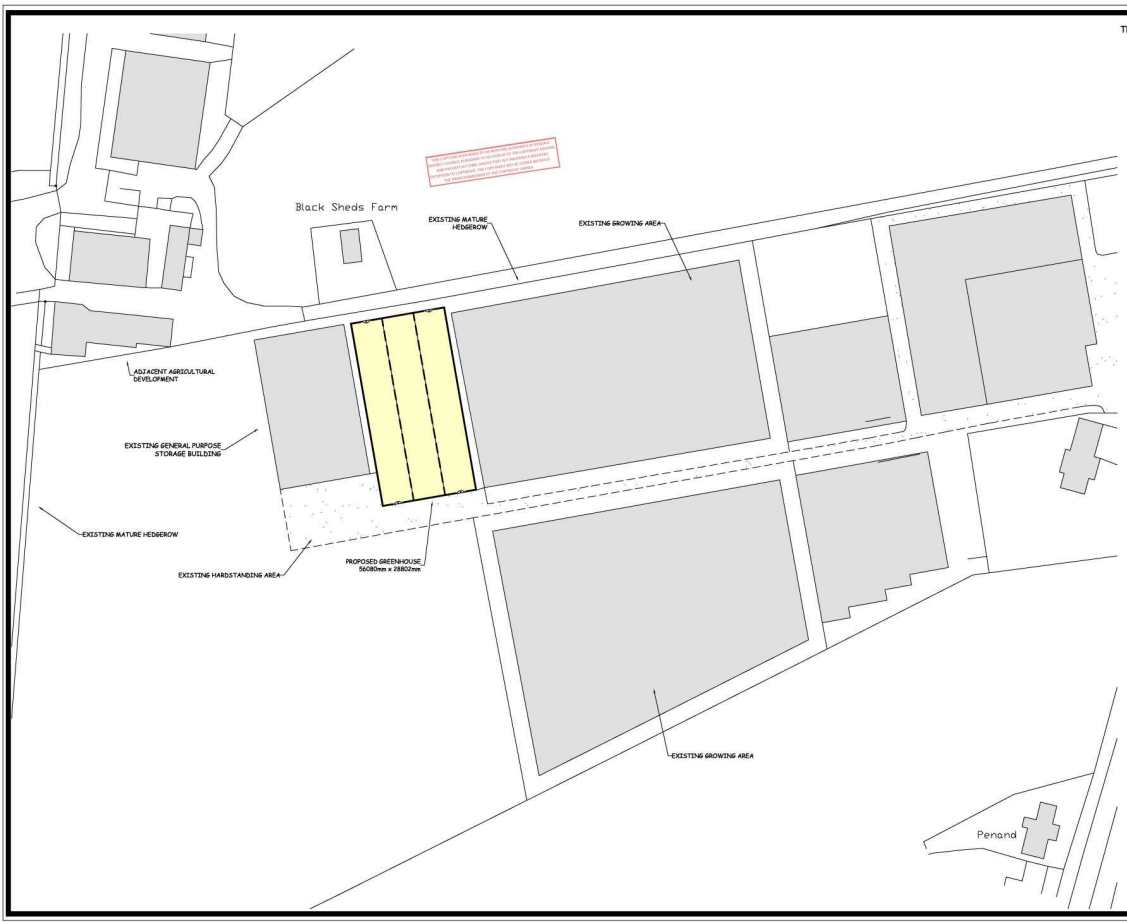 Black Sheds Farm
EXISTING MATURE
HEDGEROW
EXISTING GROWING AREA
ADJACENT AGRICULTURAL
DEVELOPMENT
EXISTING GENERAL PURPOSE
STORAGE BUILDING
EXISTING MATURE HEDGEROW
EXISTING HARDSTANDING AREA
PROPOSED GREENHOUSE
56080mm x 28802mm
EXISTING GROWING AREA
Penand